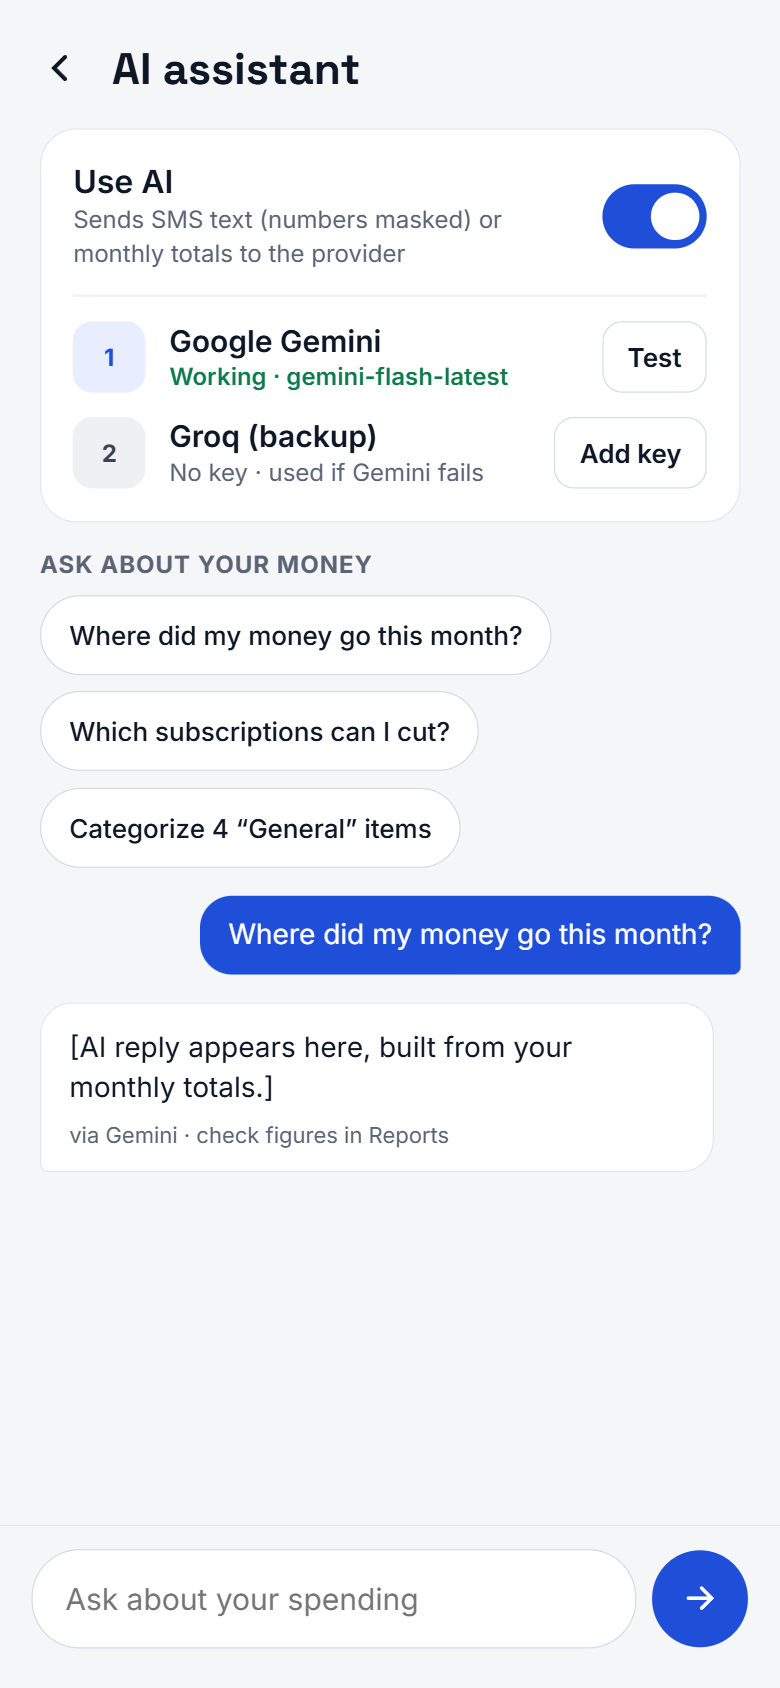 AI assistant
Use AI
Sends SMS text (numbers masked) or
monthly totals to the provider
1
Google Gemini
Working · gemini-flash-latest
Test
2
Groq (backup)
No key · used if Gemini fails
Add key
ASK ABOUT YOUR MONEY
Where did my money go this month?
Which subscriptions can I cut?
Categorize 4 “General” items
Where did my money go this month?
[AI reply appears here, built from your
monthly totals.]
via Gemini · check figures in Reports
Ask about your spending